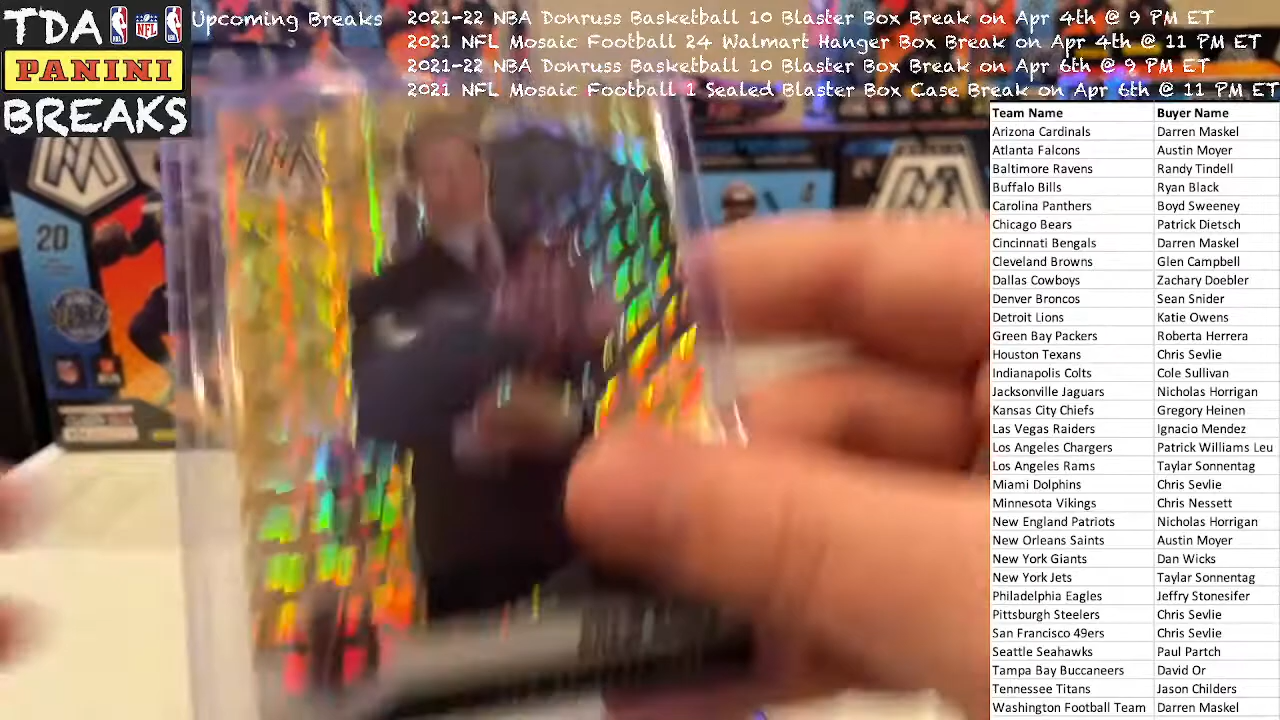 TDA
PANINI
BREAKS
Upcoming Breaks
2021-22 NBA Donruss Basketball 10 Blaster Box Break on Apr 4th @ 9 PM ET
2021 NFL Mosaic Football 24 Walmart Hanger Box Break on Apr 4th @ 11 PM ET
2021-22 NBA Donruss Basketball 10 Blaster Box Break on Apr 6th @ 9 PM ET
2021 NFL Mosaic Football 1 Sealed Blaster Box Case Break on Apr 6th @ 11 PM ET
20
Team Name Buyer Name
Arizona Cardinals Darren Maskel
Atlanta Falcons Austin Moyer
Baltimore Ravens Randy Tindell
Buffalo Bills Ryan Black
Carolina Panthers Boyd Sweeney
Chicago Bears Patrick Dietsch
Cincinnati Bengals Darren Maskel
Cleveland Browns Glen Campbell
Dallas Cowboys Zachary Doebler
Denver Broncos Sean Snider
Detroit Lions Katie Owens
Green Bay Packers Roberta Herrera
Houston Texans Chris Sevlie
Indianapolis Colts Cole Sullivan
Jacksonville Jaguars Nicholas Horrigan
Kansas City Chiefs Gregory Heinen
Las Vegas Raiders Ignacio Mendez
Los Angeles Chargers Patrick Williams Leu
Los Angeles Rams Taylar Sonnentag
Miami Dolphins Chris Sevlie
Minnesota Vikings Chris Nessett
New England Patriots Nicholas Horrigan
New Orleans Saints Austin Moyer
New York Giants Dan Wicks
New York Jets Taylar Sonnentag
Philadelphia Eagles Jeffry Stonesifer
Pittsburgh Steelers Chris Sevlie
San Francisco 49ers Chris Sevlie
Seattle Seahawks Paul Partch
Tampa Bay Buccaneers David Or
Tennessee Titans Jason Childers
Washington Football Team Darren Maskel